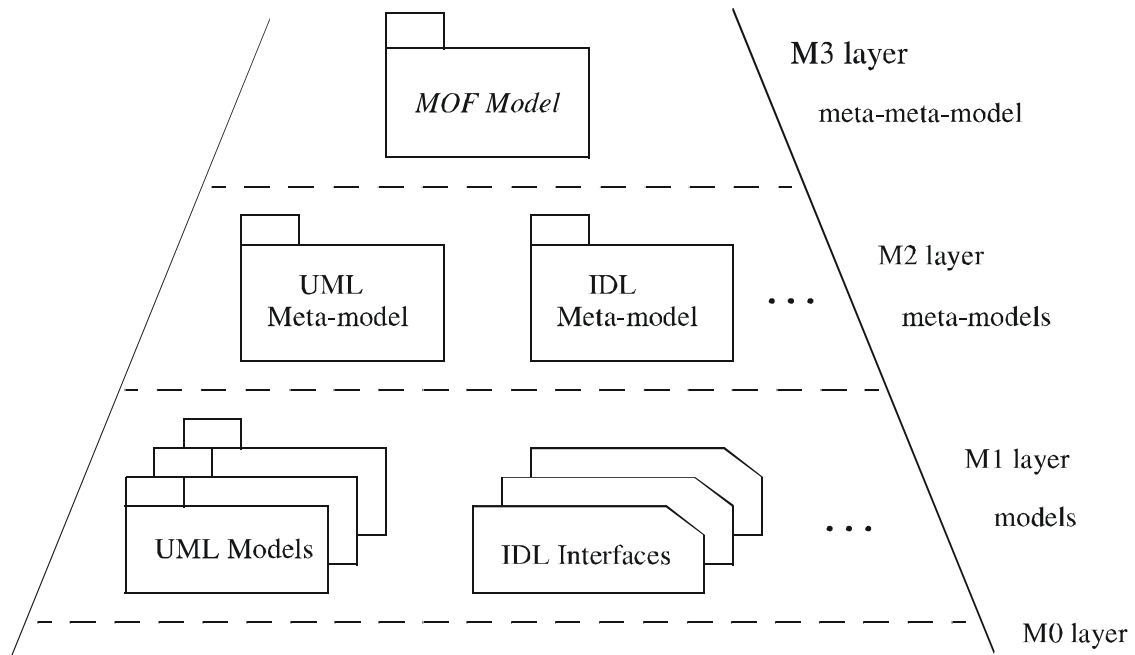 MOF Model
M3 layer
meta-meta-model
UML
Meta-model
IDL
Meta-model
...
M2 layer
meta-models
UML Models
IDL Interfaces
...
M1 layer
models
M0 layer